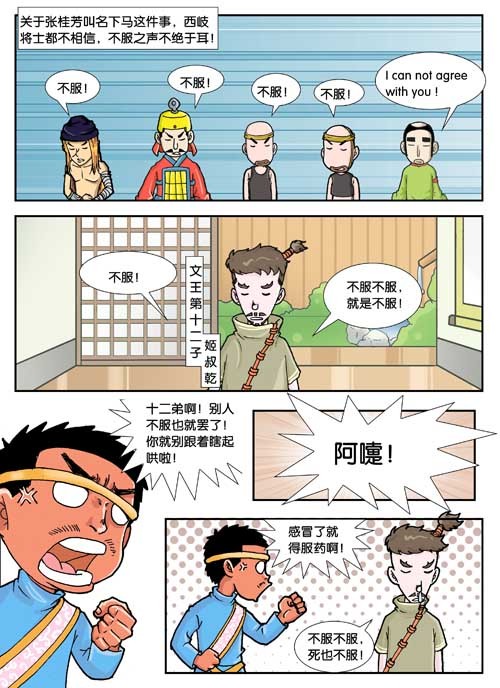 关于张桂芳叫名下马这件事，西岐
将士都不相信，不服之声不绝于耳！
不服！
不服！
不服！
不服！
I can not agree
with you！
不服！
文王第十二子
姬叔乾
不服不服，
就是不服！
十二弟啊！别人
不服也就罢了！
你就别跟着瞎起
哄啦！
阿嚏！
感冒了就
得服药啊！
不服不服，
死也不服！